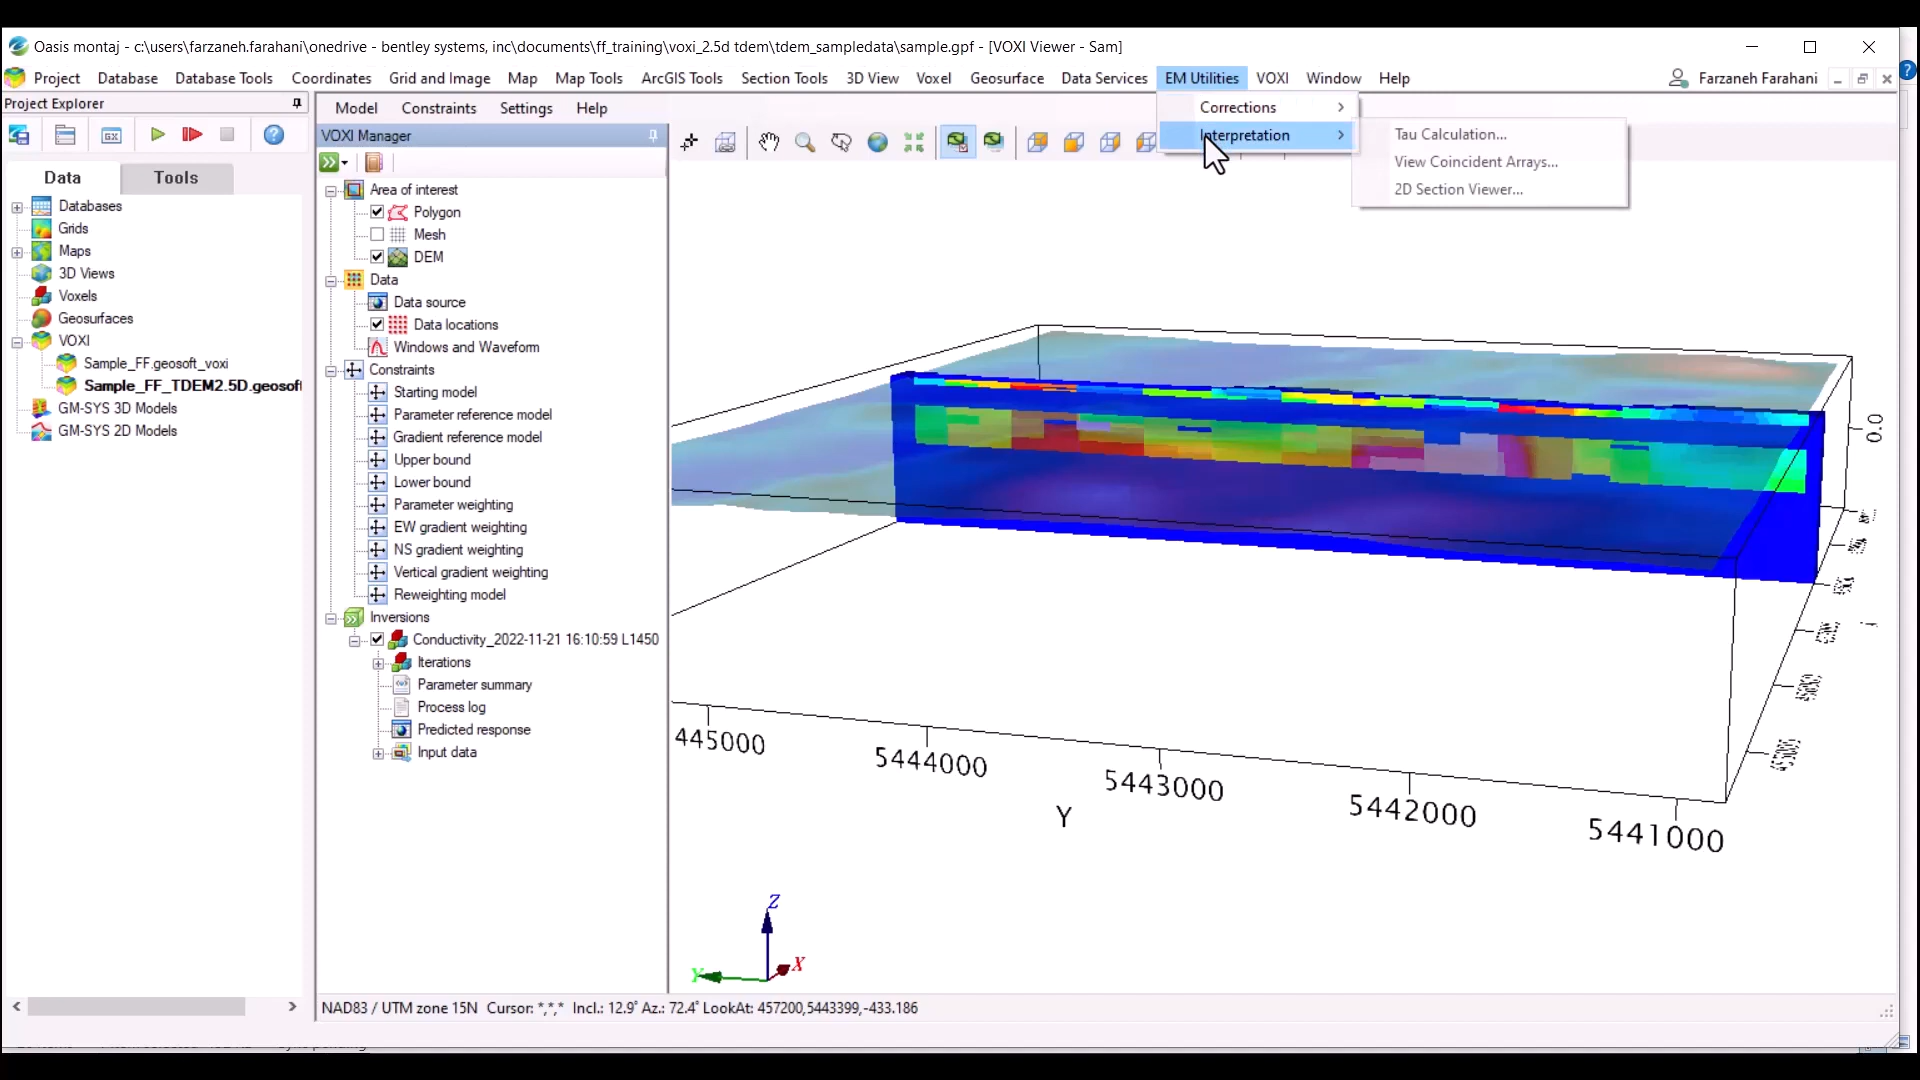 Oasis montaj - c:\users\farzaneh.farahani\onedrive - bentley systems, inc\documents\ff_training\voxi_2.5d tdem\tdem_sampledata\sample.gpf - [VOXI Viewer - Sam]
Project Database Database Tools Coordinates Grid and Image Map Map Tools ArcGIS Tools Section Tools 3D View Voxel Geosurface Data Services EM Utilities VOXI Window Help Farzaneh Farahani
Project Explorer
Model Constraints Settings Help
Corrections
Interpretation
Tau Calculation...
View Coincident Arrays...
2D Section Viewer...
GX
VOXI Manager
Data Tools
Databases
Grids
Maps
3D Views
Voxels
Geosurfaces
VOXI
Sample_FF.geosoft_voxi
Sample_FF_TDEM2.5D.geosoft
GM-SYS 3D Models
GM-SYS 2D Models
Area of interest
Polygon
Mesh
DEM
Data
Data source
Data locations
Windows and Waveform
Constraints
Starting model
Parameter reference model
Gradient reference model
Upper bound
Lower bound
Parameter weighting
EW gradient weighting
NS gradient weighting
Vertical gradient weighting
Reweighting model
Inversions
Conductivity_2022-11-21 16:10:59 L1450
Iterations
Parameter summary
Process log
Predicted response
Input data
0.0
445000
5444000
5443000
5442000
5441000
Y
Z
Y
X
NAD83 / UTM zone 15N Cursor: *,*,* Incl.: 12.9° Az.: 72.4° LookAt: 457200,5443399,-433.186